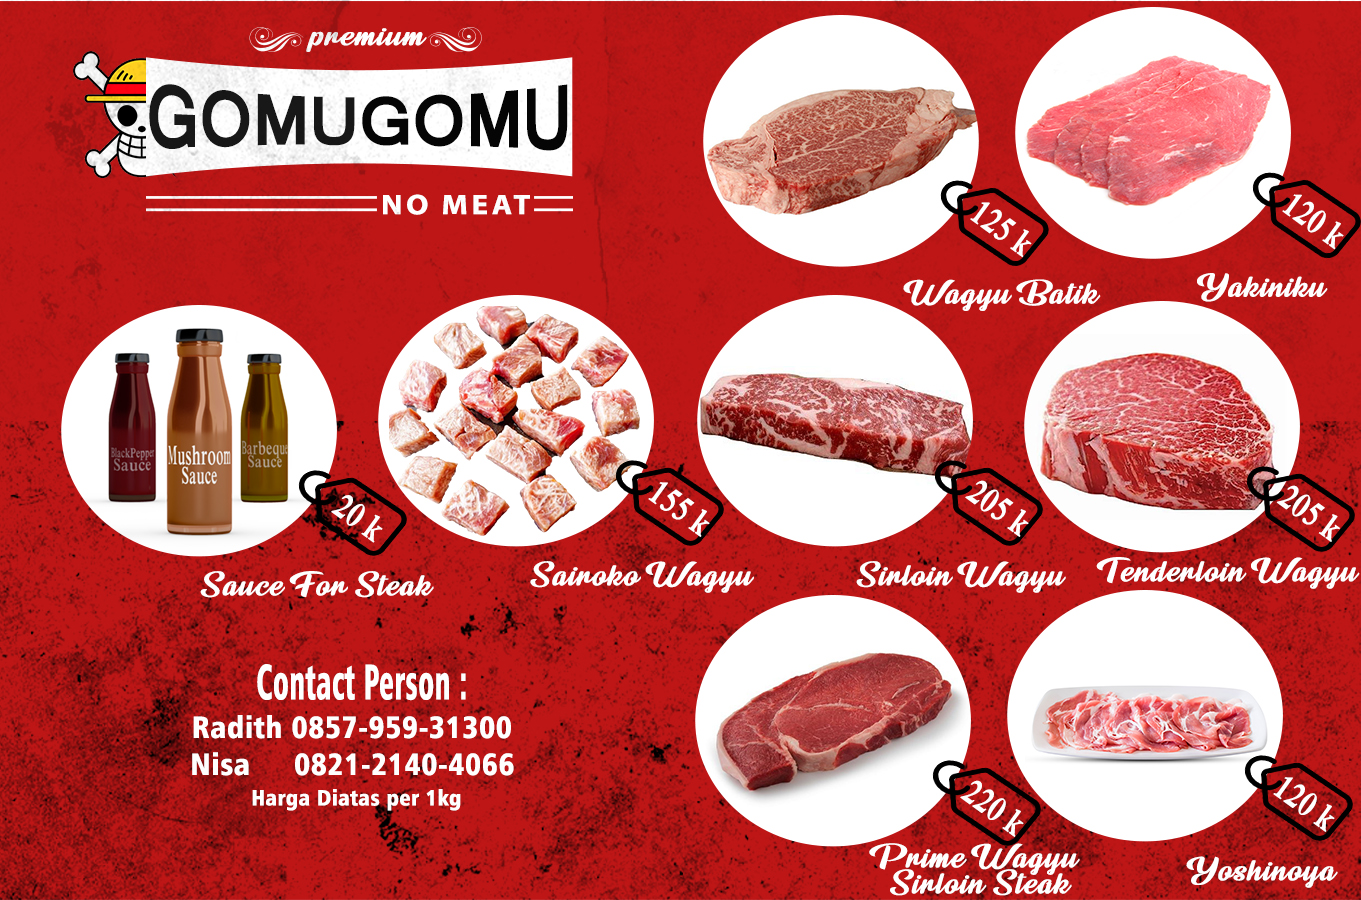 premium
GOMUGOMU
NO MEAT
125 k
Wagyu Batik
120 k
Yakiniku
BlackPepper
Sauce
Mushroom
Sauce
Barbeque
Sauce
20 k
Sauce For Steak
155 k
Sairoko Wagyu
205 k
Sirloin Wagyu
205 k
Tenderloin Wagyu
Contact Person :
Radith 0857-959-31300
Nisa 0821-2140-4066
Harga Diatas per 1kg
220 k
Prime Wagyu
Sirloin Steak
120 k
Yoshinoya